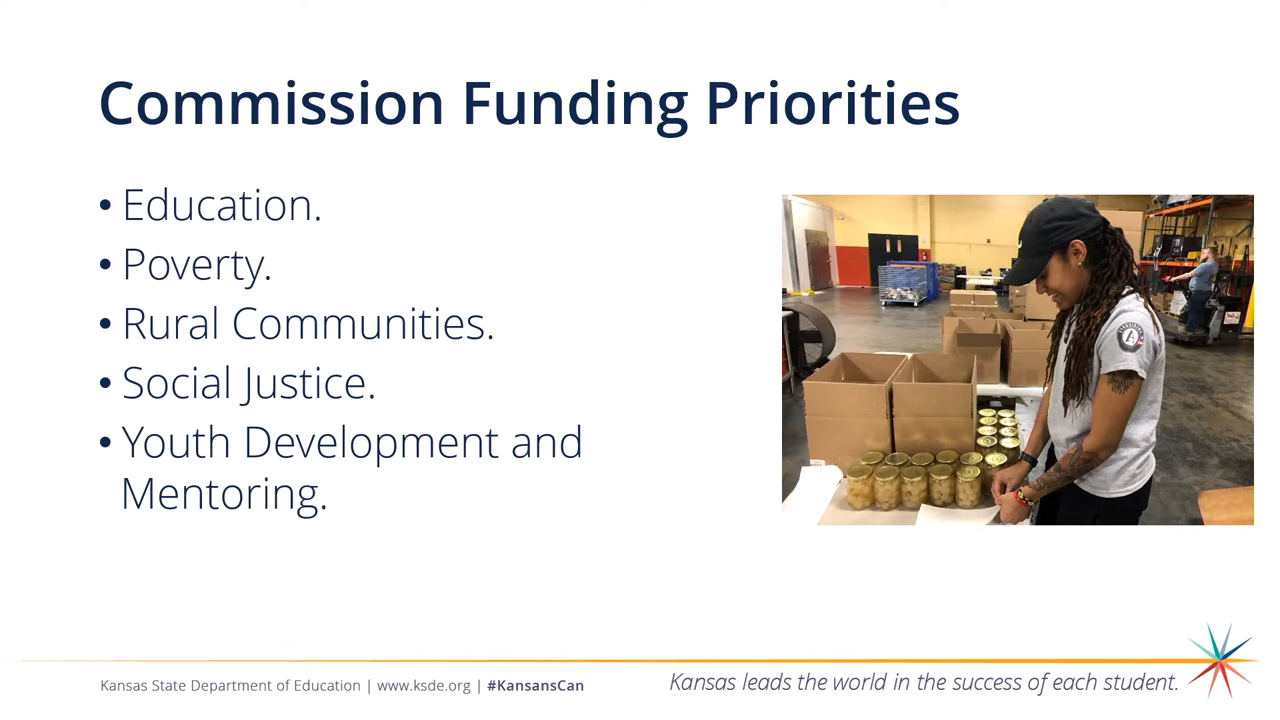 Commission Funding Priorities
• Education.
• Poverty.
• Rural Communities.
• Social Justice.
• Youth Development and
Mentoring.
Kansas State Department of Education | www.ksde.org | #KansansCan
Kansas leads the world in the success of each student.